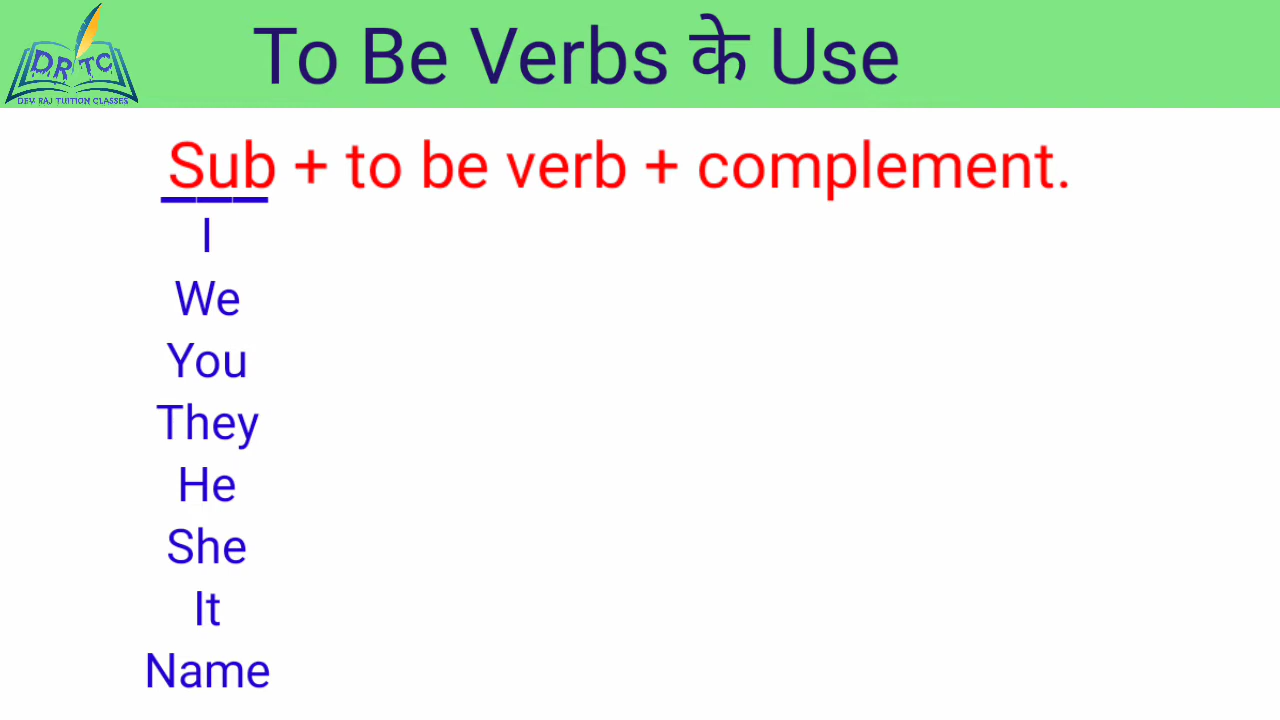 DRTC
DEV RAJ TUITION CLASSES
To Be Verbs के Use
Sub + to be verb + complement.
I
We
You
They
He
She
It
Name